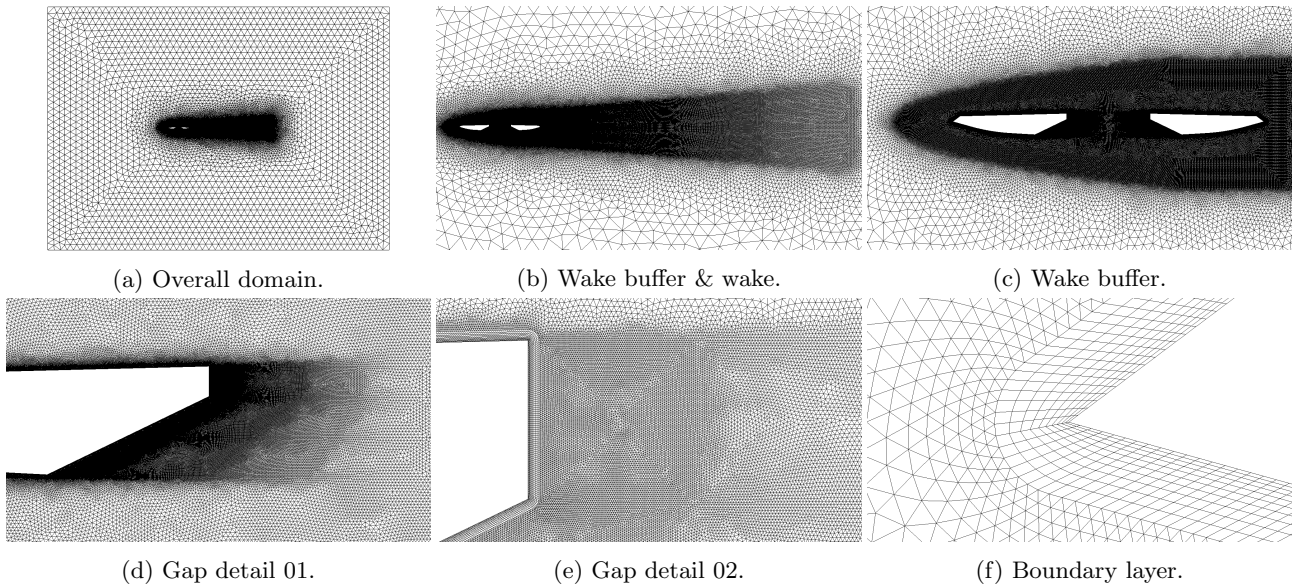 (a) Overall domain.
(b) Wake buffer & wake.
(c) Wake buffer.
(d) Gap detail 01.
(e) Gap detail 02.
(f) Boundary layer.